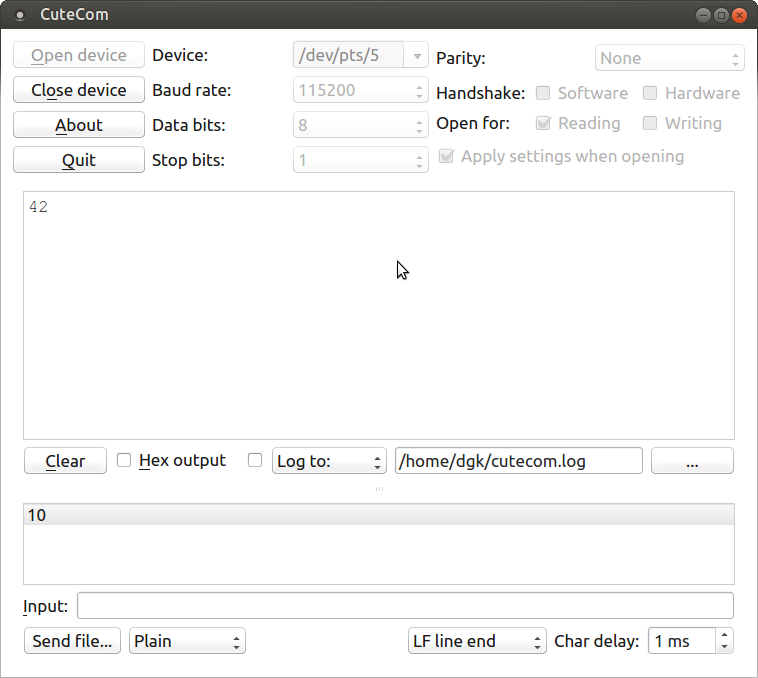 CuteCom
Open device Device: /dev/pts/5 Parity: None
Close device Baud rate: 115200 Handshake: Software Hardware
About Data bits: 8 Open for: Reading Writing
Quit Stop bits: 1 Apply settings when opening
42
Clear Hex output Log to: /home/dgk/cutecom.log ...
10
Input:
Send file... Plain LF line end Char delay: 1 ms